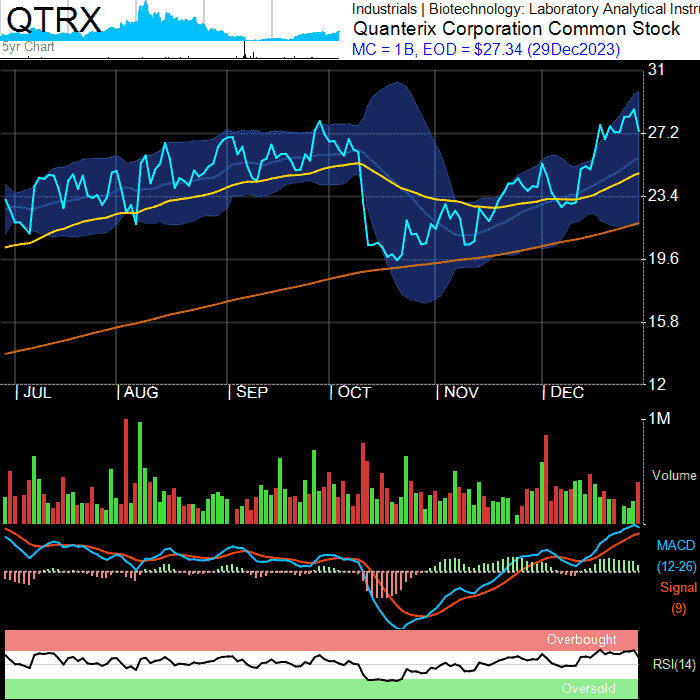 QTRX
5yr Chart
Industrials | Biotechnology: Laboratory Analytical Instru
Quanterix Corporation Common Stock
MC = 1B, EOD = $27.34 (29Dec2023)
31
27.2
23.4
19.6
15.8
12
JUL AUG SEP OCT NOV DEC
1M
Volume
MACD
(12-26)
Signal
(9)
Overbought
RSI(14)
Oversold